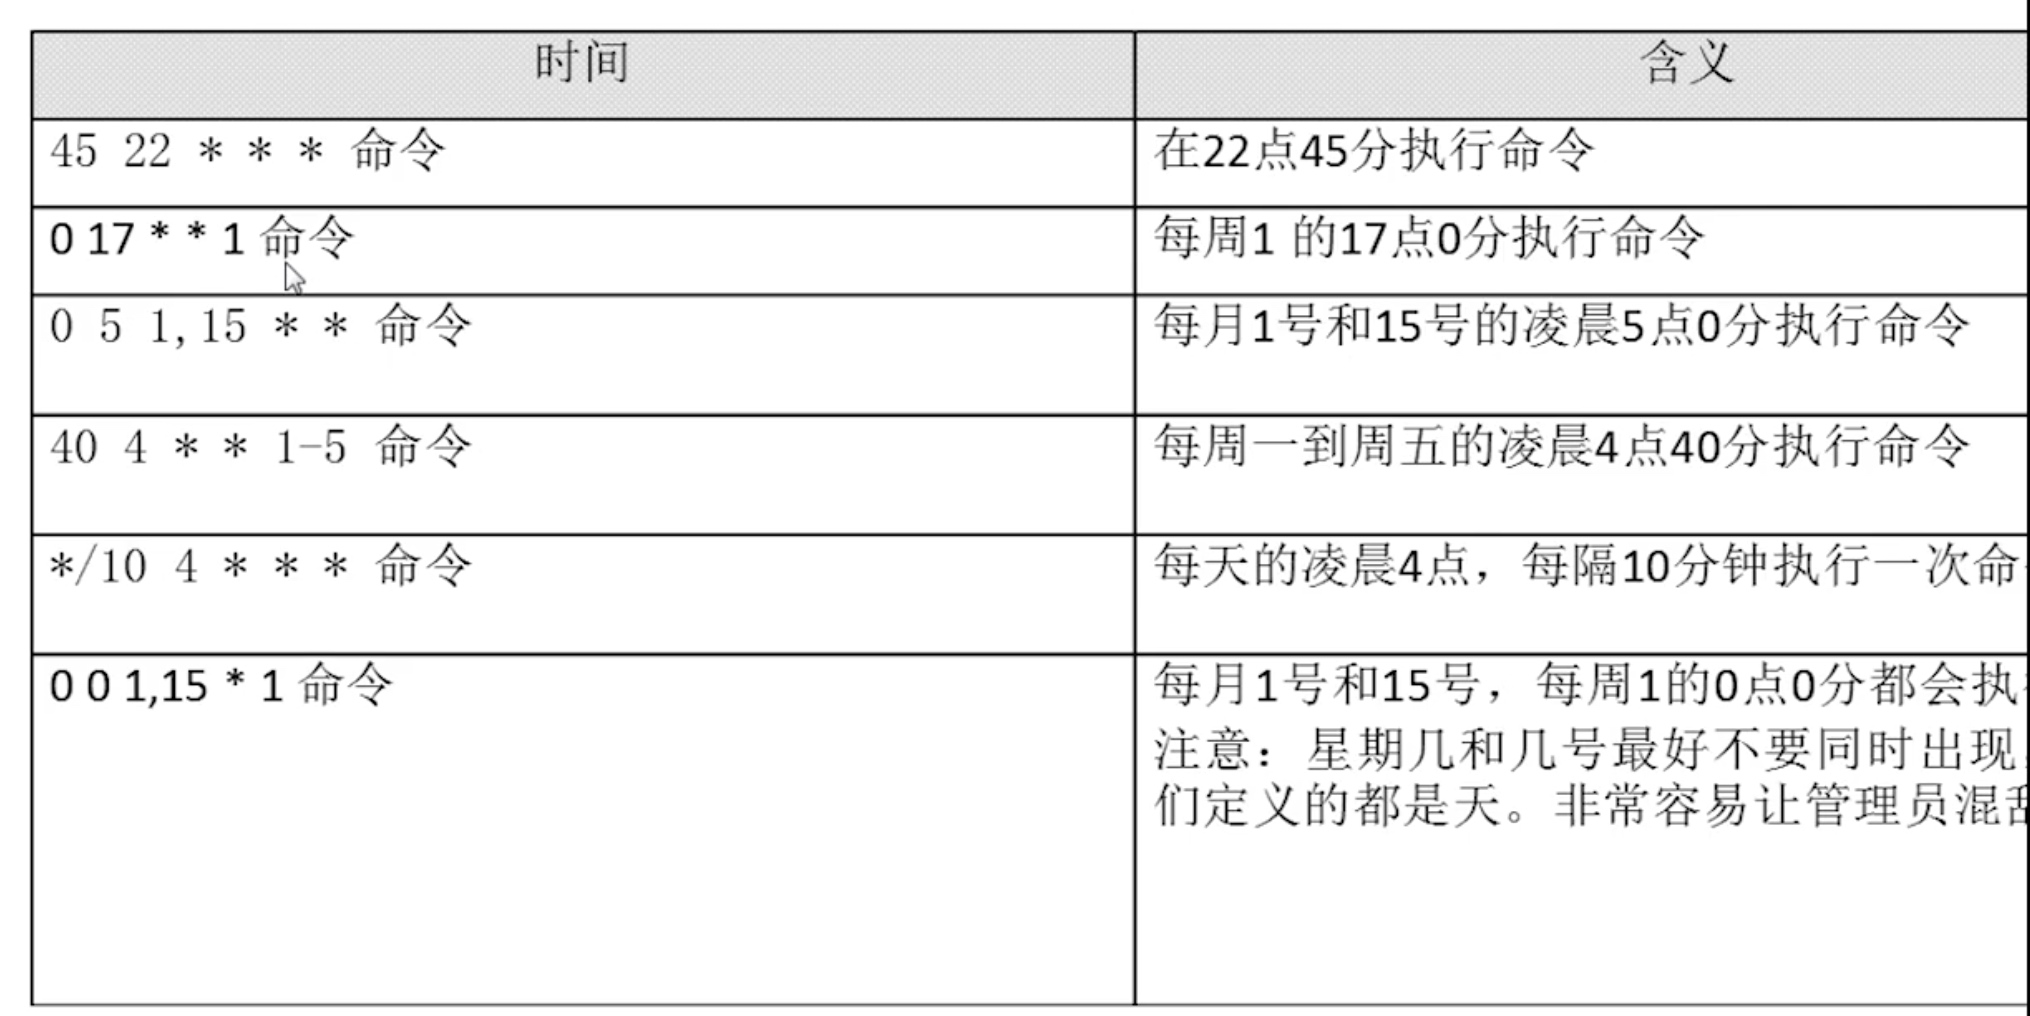 时间 含义
45 22 * * * 命令 在22点45分执行命令
0 17 * * 1 命令 每周1 的17点0分执行命令
0 5 1,15 * * 命令 每月1号和15号的凌晨5点0分执行命令
40 4 * * 1-5 命令 每周一到周五的凌晨4点40分执行命令
*/10 4 * * * 命令 每天的凌晨4点，每隔10分钟执行一次命
0 0 1,15 * 1 命令 每月1号和15号，每周1的0点0分都会执
注意：星期几和几号最好不要同时出现
们定义的都是天。非常容易让管理员混